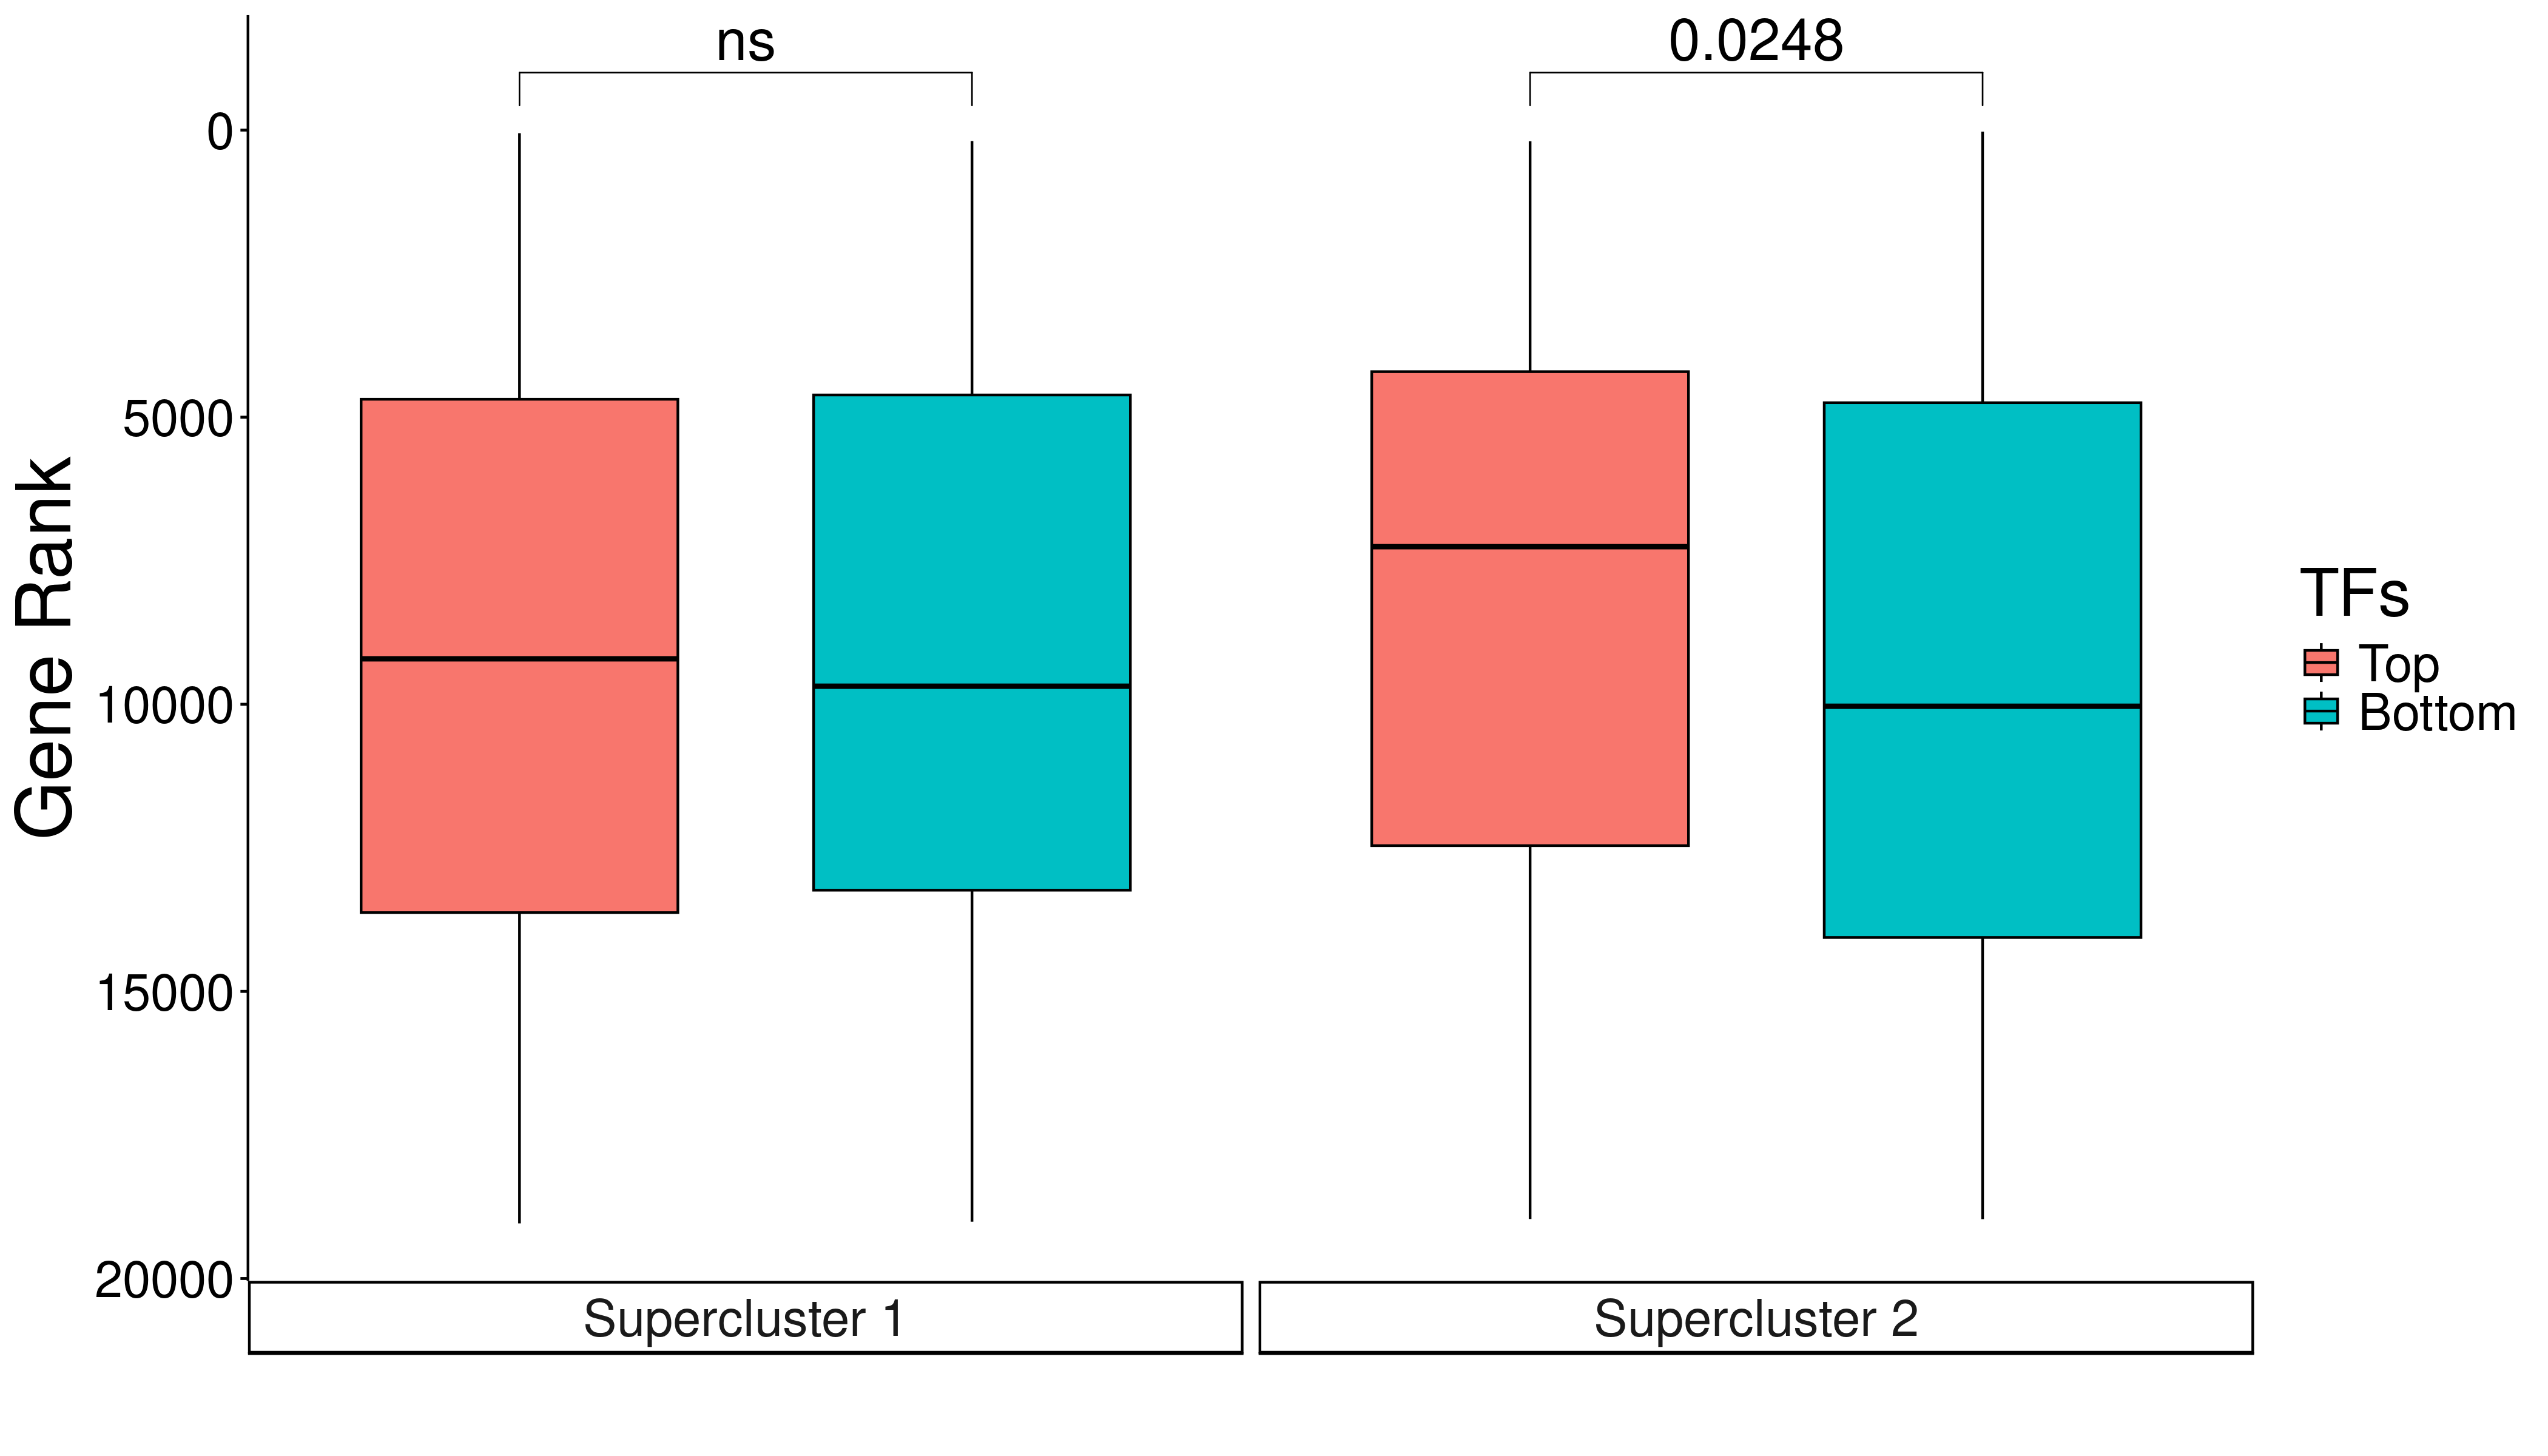 ns
0.0248
Gene Rank
0
5000
10000
15000
20000
Supercluster 1
Supercluster 2
TFs
Top
Bottom